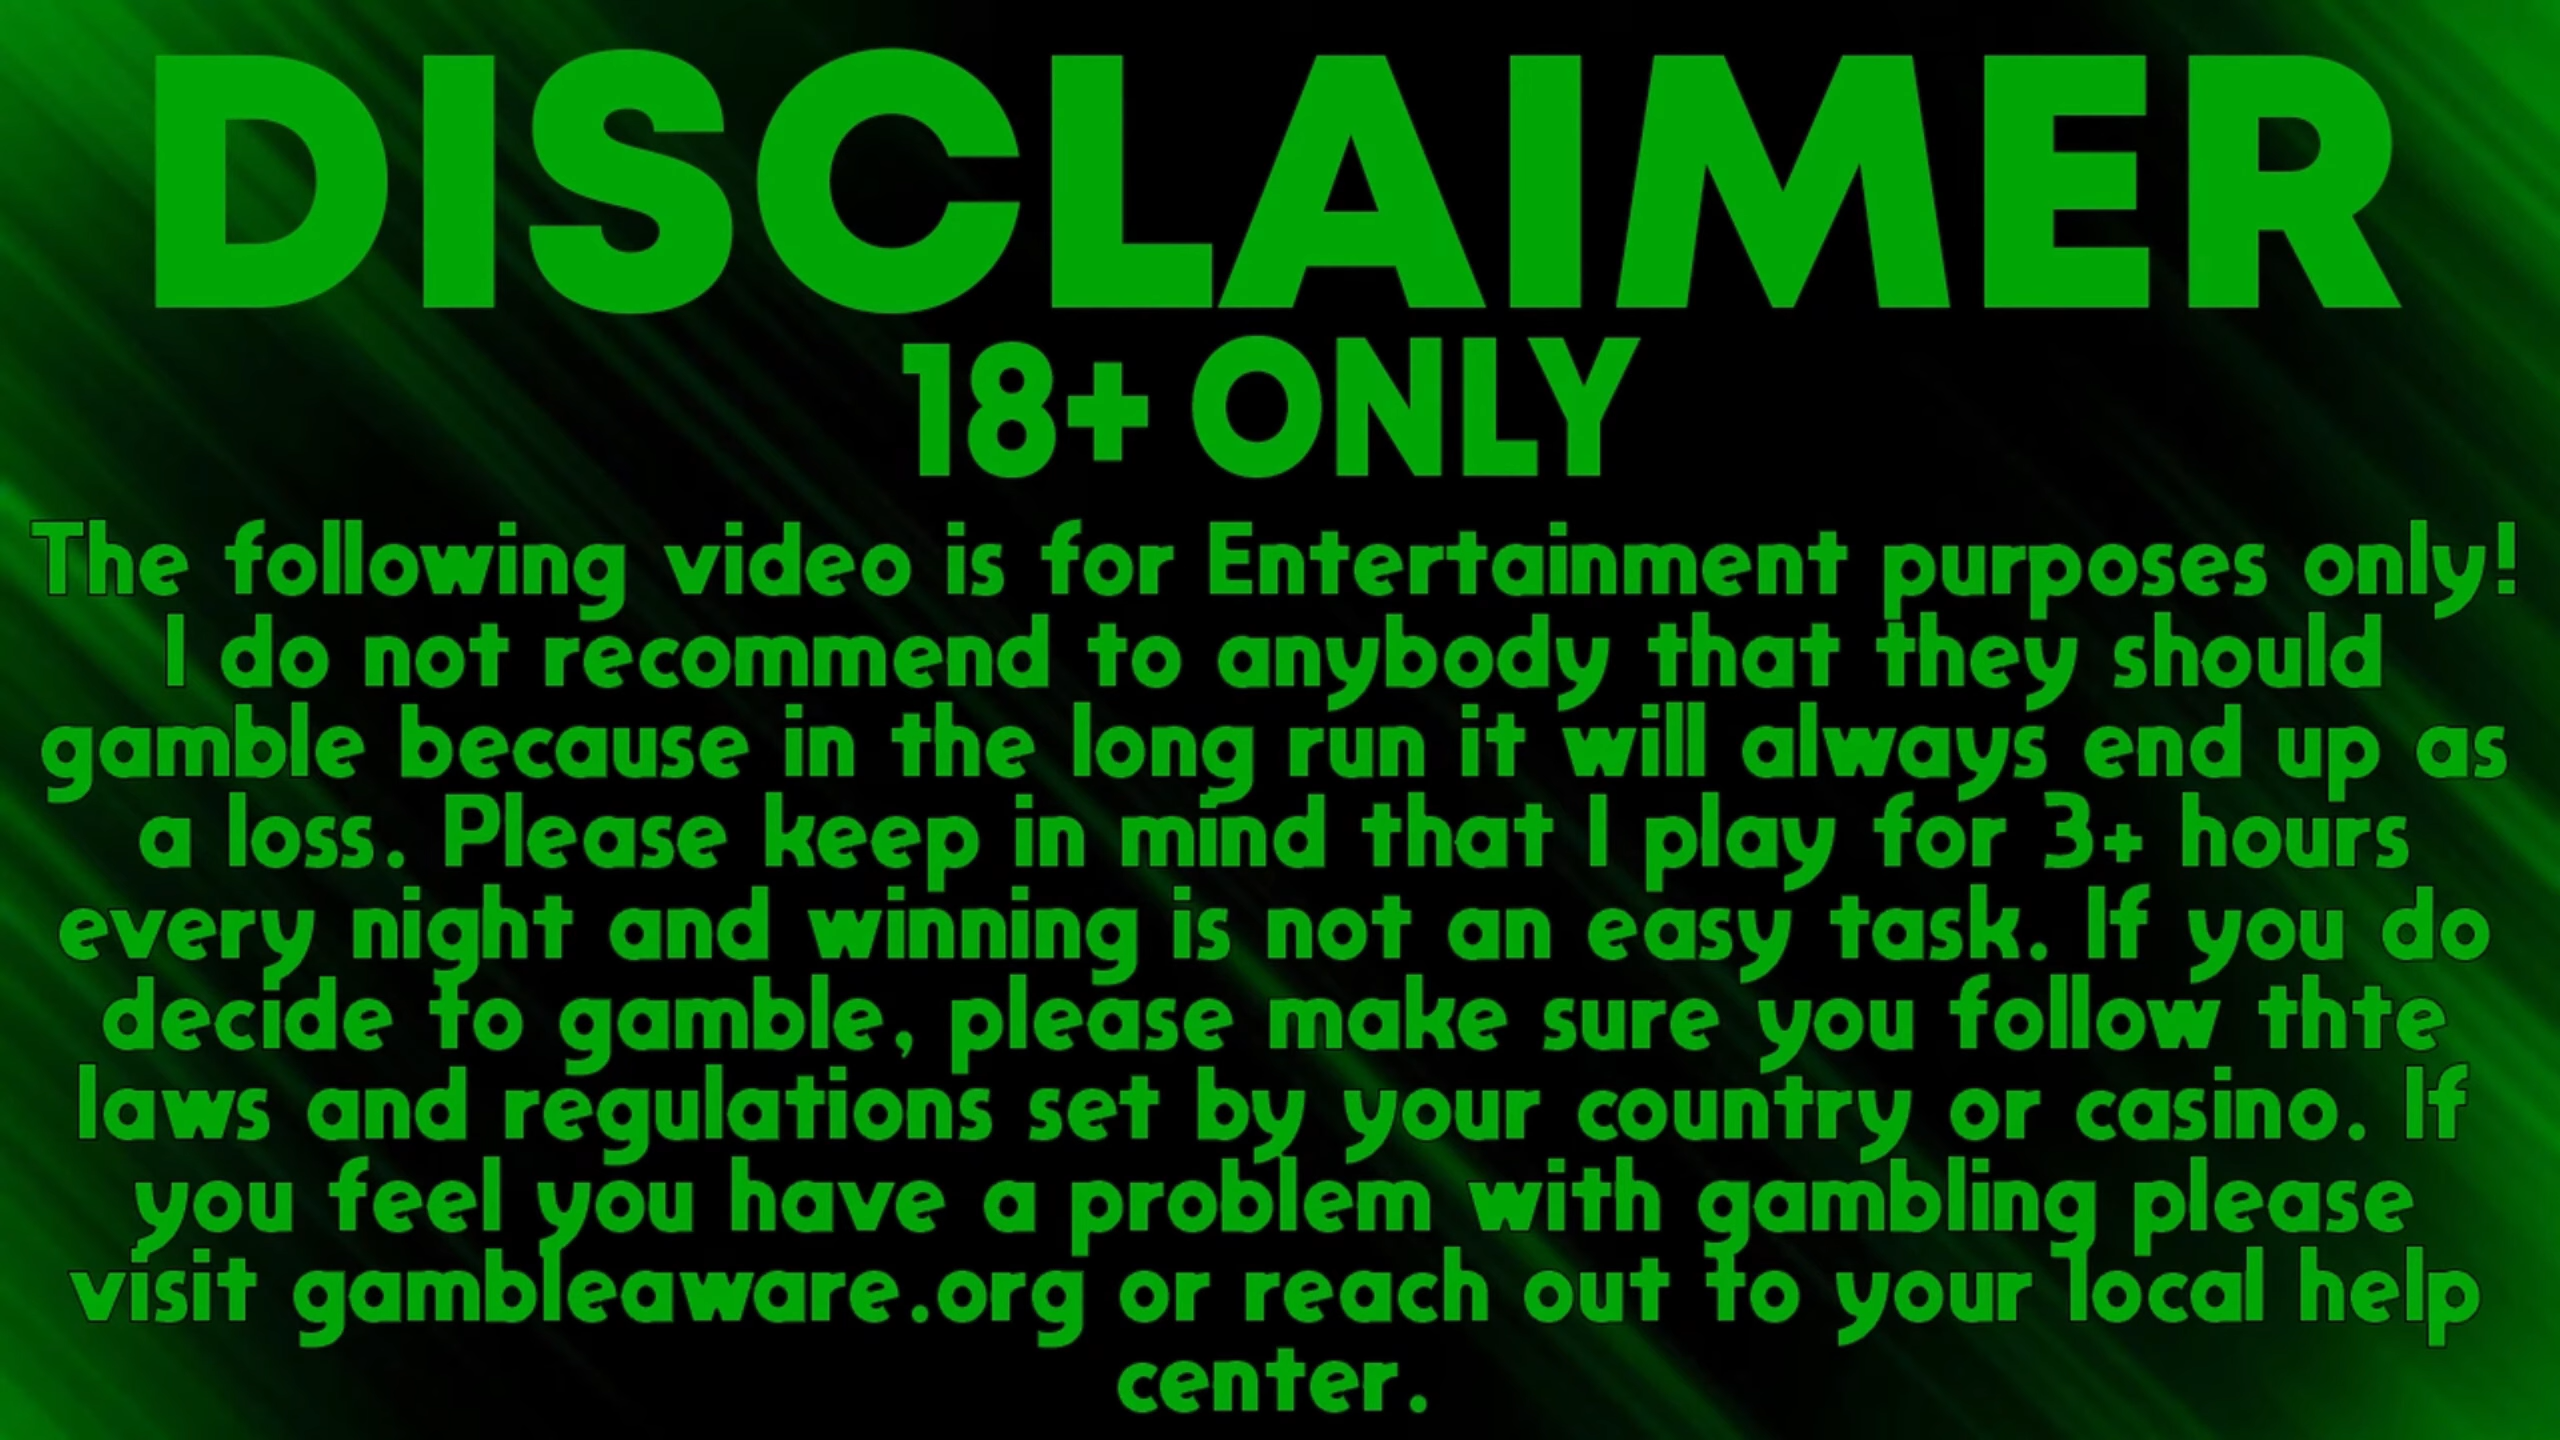 DISCLAIMER
18+ ONLY
The following video is for Entertainment purposes only!
I do not recommend to anybody that they should
gamble because in the long run it will always end up as
a loss. Please keep in mind that I play for 3+ hours
every night and winning is not an easy task. If you do
decide to gamble, please make sure you follow thte
laws and regulations set by your country or casino. If
you feel you have a problem with gambling please
visit gambleaware.org or reach out to your local help
center.